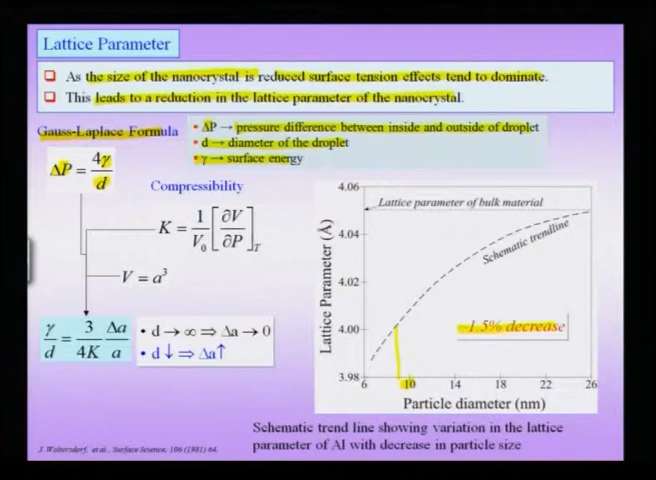 Lattice Parameter
❑ As the size of the nanocrystal is reduced surface tension effects tend to dominate.
❑ This leads to a reduction in the lattice parameter of the nanocrystal.
Gauss-Laplace Formula
• ΔP → pressure difference between inside and outside of droplet
• d → diameter of the droplet
• γ → surface energy
ΔP = 4γ/d
Compressibility
K = 1/V₀ [∂V/∂P]_T
V = a³
γ/d = 3/4K Δa/a
• d → ∞ ⇒ Δa → 0
• d ↓ ⇒ Δa↑
4.06
4.04
4.02
4.00
3.98
Lattice Parameter (Å)
Lattice parameter of bulk material
Schematic trendline
~1.5% decrease
6 10 14 18 22 26
Particle diameter (nm)
Schematic trend line showing variation in the lattice
parameter of Al with decrease in particle size
J. Woltersdorf, et al., Surface Science, 106 (1981) 64.